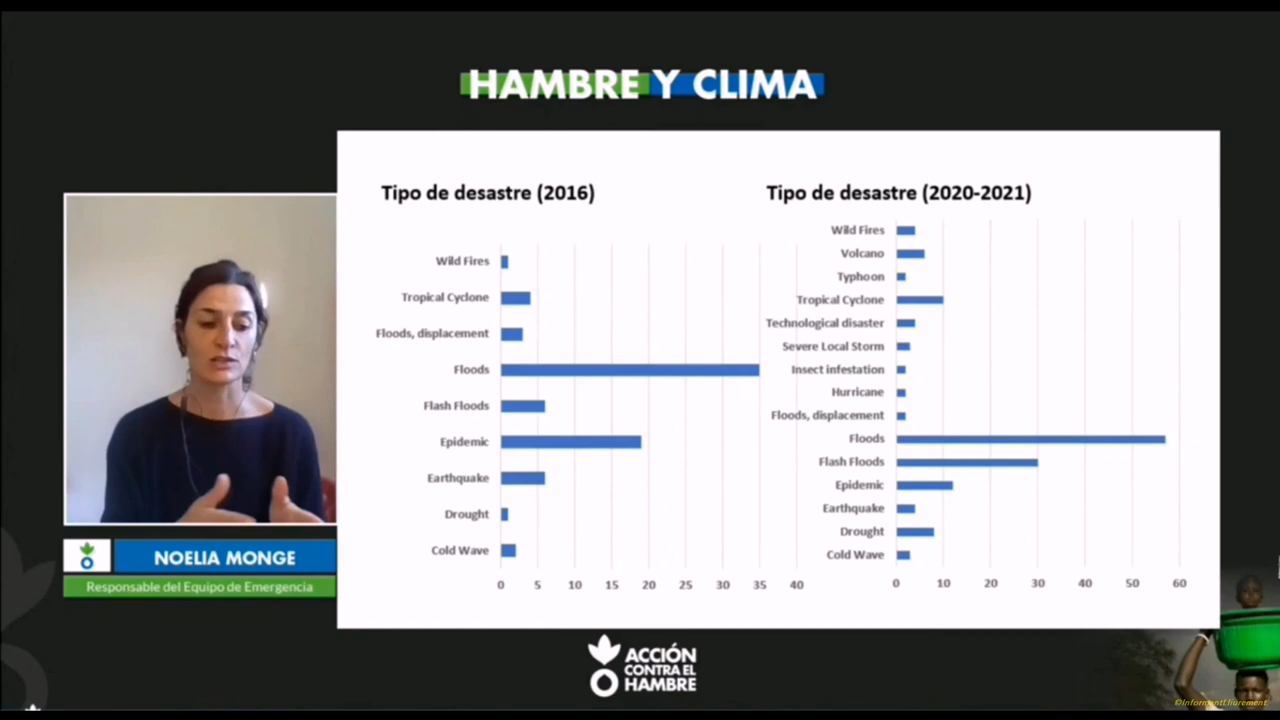 HAMBRE Y CLIMA
Tipo de desastre (2016)
Wild Fires
Tropical Cyclone
Floods, displacement
Floods
Flash Floods
Epidemic
Earthquake
Drought
Cold Wave
0 5 10 15 20 25 30 35 40
Tipo de desastre (2020-2021)
Wild Fires
Volcano
Typhoon
Tropical Cyclone
Technological disaster
Severe Local Storm
Insect infestation
Hurricane
Floods, displacement
Floods
Flash Floods
Epidemic
Earthquake
Drought
Cold Wave
0 10 20 30 40 50 60
NOELIA MONGE
Responsable del Equipo de Emergencia
ACCIÓN
CONTRA EL
HAMBRE
©InformantLliurement